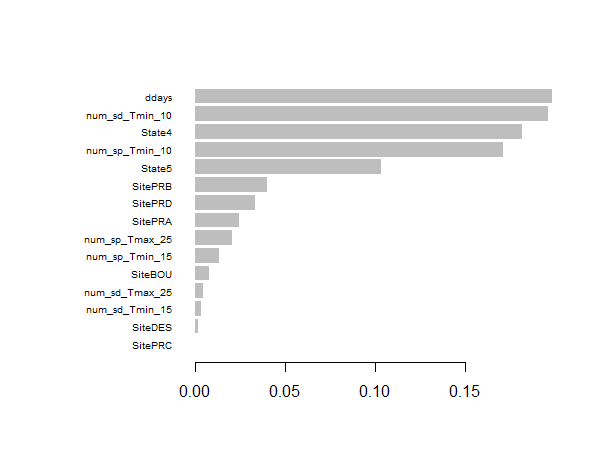 ddays
num_sd_Tmin_10
State4
num_sp_Tmin_10
State5
SitePRB
SitePRD
SitePRA
num_sp_Tmax_25
num_sp_Tmin_15
SiteBOU
num_sd_Tmax_25
num_sd_Tmin_15
SiteDES
SitePRC
0.00 0.05 0.10 0.15